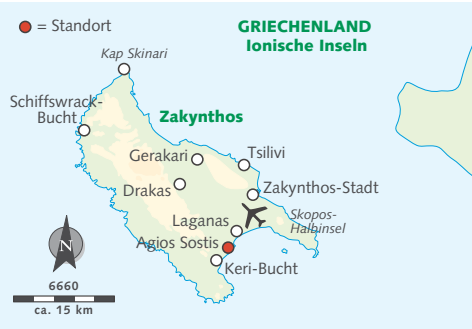 = Standort
GRIECHENLAND
Ionische Inseln
Kap Skinari
Schiffswrack-
Bucht
Zakynthos
Gerakari
Tsilivi
Drakas
Zakynthos-Stadt
Skopos-
Halbinsel
Laganas
Agios Sostis
Keri-Bucht
N
6660
ca. 15 km